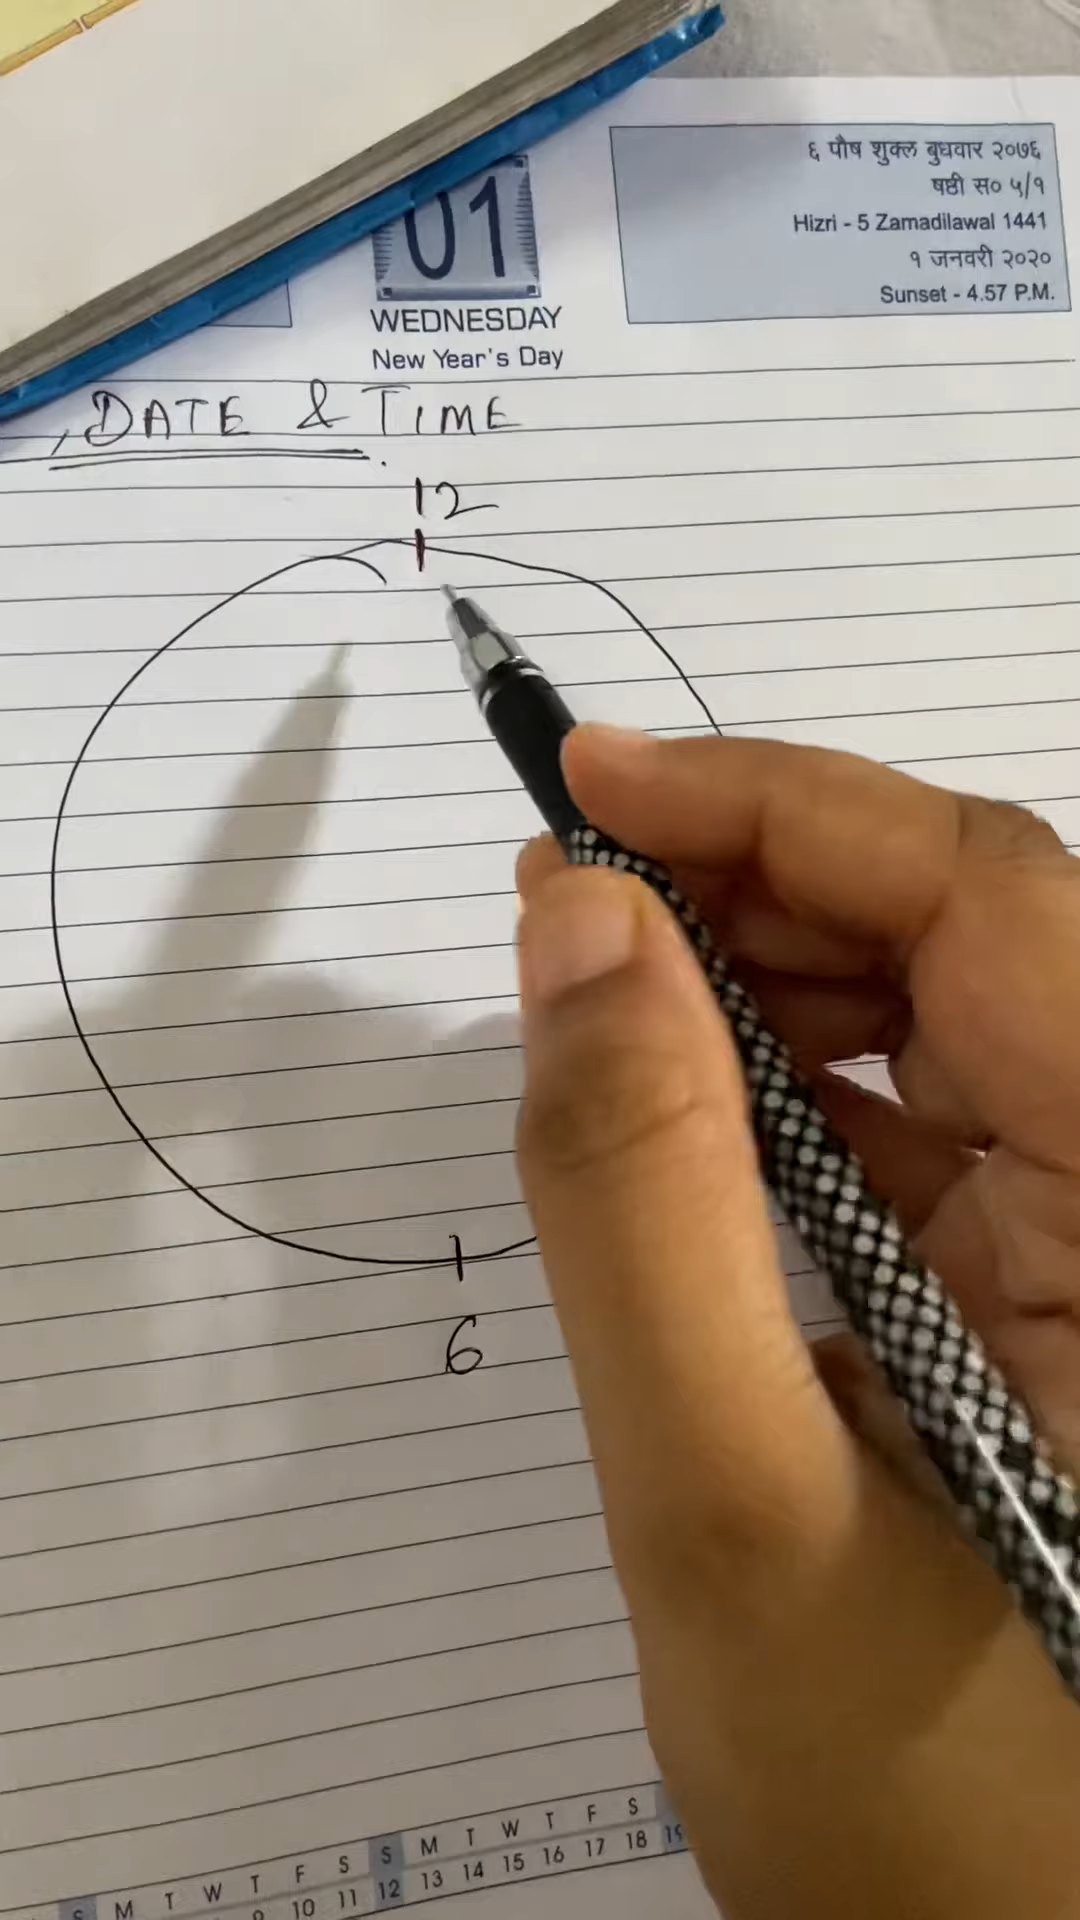 01
WEDNESDAY
New Year's Day
६ पौष शुक्ल बुधवार २०७६
षष्ठी स० ५/१
Hizri - 5 Zamadilawal 1441
१ जनवरी २०२०
Sunset - 4.57 P.M.
DATE & TIME
12
6
S M T W T F S S M T W T F S
10 11 12 13 14 15 16 17 18 19